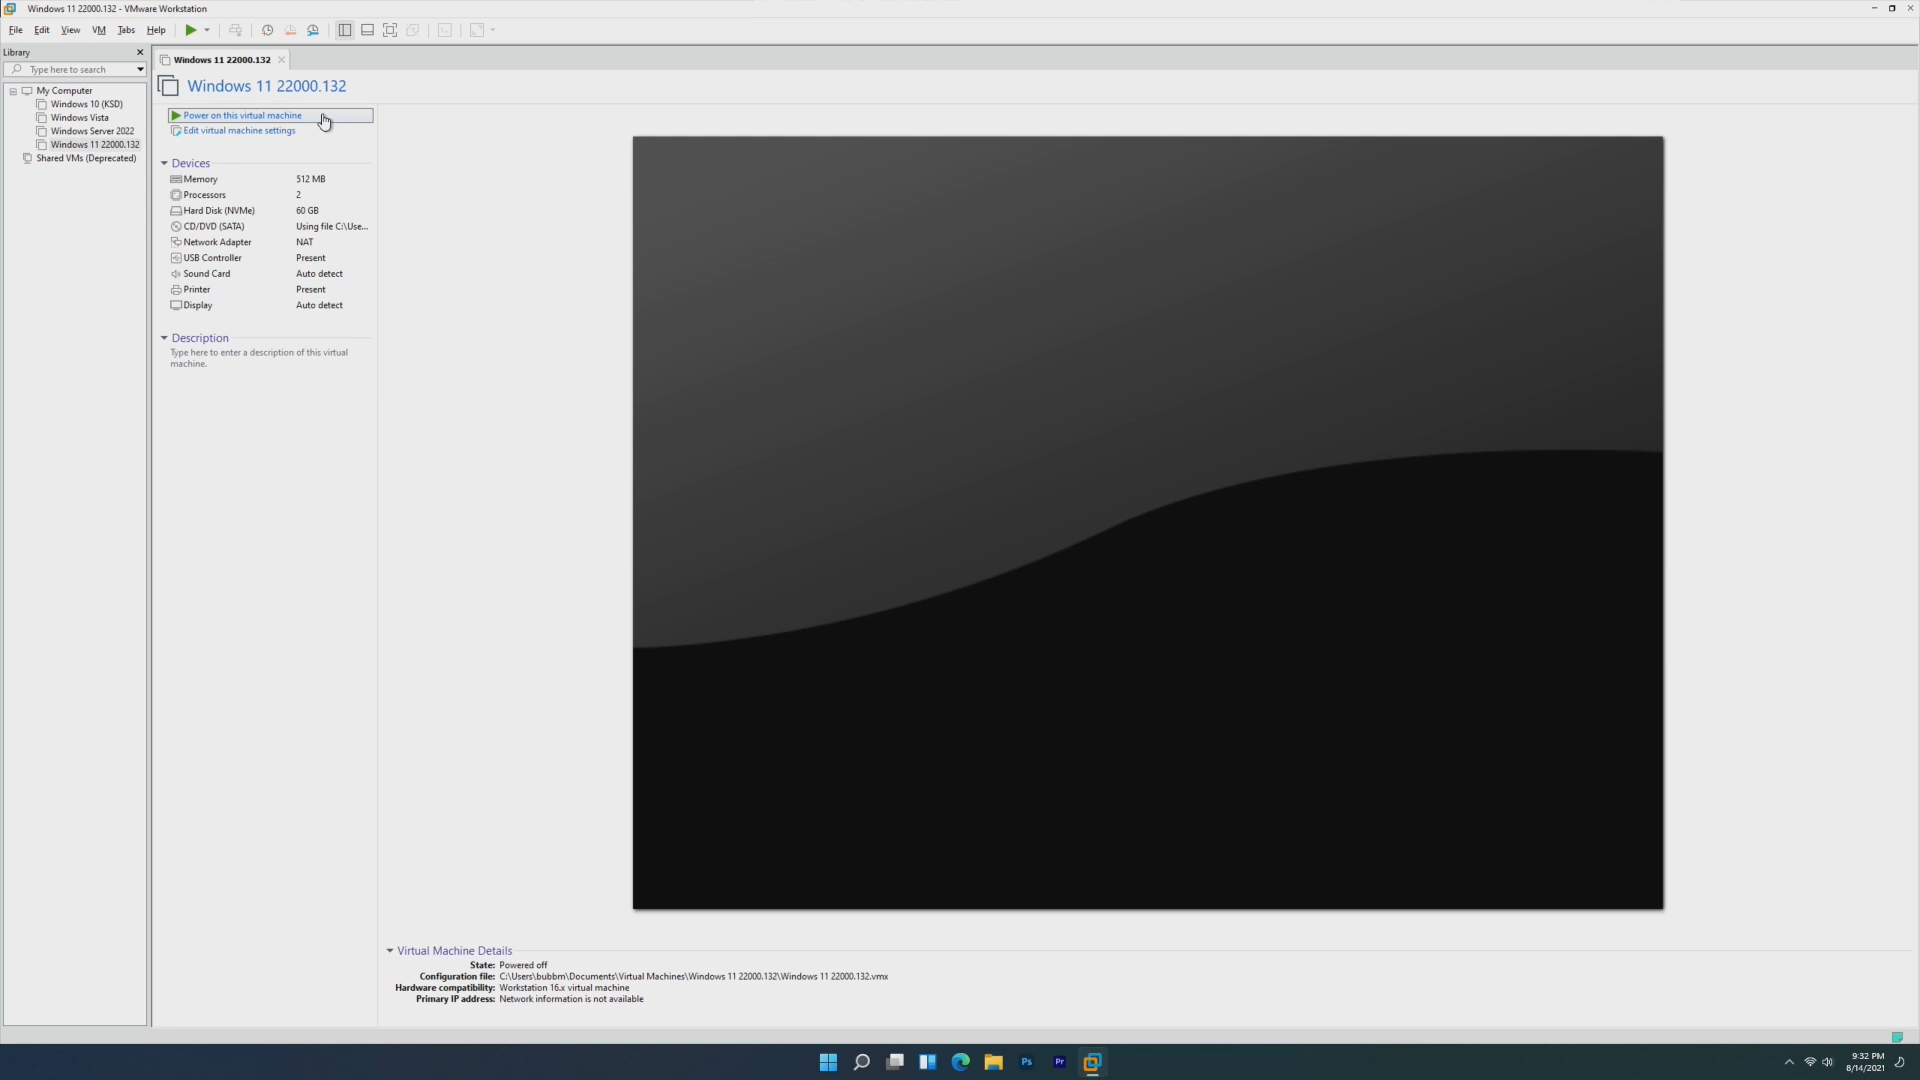 Windows 11 22000.132 - VMware Workstation
File Edit View VM Tabs Help
Library
Type here to search
My Computer
Windows 10 (KSD)
Windows Vista
Windows Server 2022
Windows 11 22000.132
Shared VMs (Deprecated)
Windows 11 22000.132
Windows 11 22000.132
Power on this virtual machine
Edit virtual machine settings
Devices
Memory 512 MB
Processors 2
Hard Disk (NVMe) 60 GB
CD/DVD (SATA) Using file C:\Use...
Network Adapter NAT
USB Controller Present
Sound Card Auto detect
Printer Present
Display Auto detect
Description
Type here to enter a description of this virtual
machine.
Virtual Machine Details
State: Powered off
Configuration file: C:\Users\bubbm\Documents\Virtual Machines\Windows 11 22000.132\Windows 11 22000.132.vmx
Hardware compatibility: Workstation 16.x virtual machine
Primary IP address: Network information is not available
Ps
Pr
9:32 PM
8/14/2021